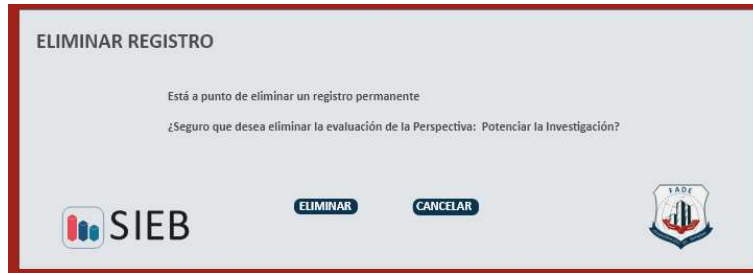 ELIMINAR REGISTRO
Está a punto de eliminar un registro permanente
¿Seguro que desea eliminar la evaluación de la Perspectiva: Potenciar la Investigación?
ELIMINAR
CANCELAR
SIEB
FADE